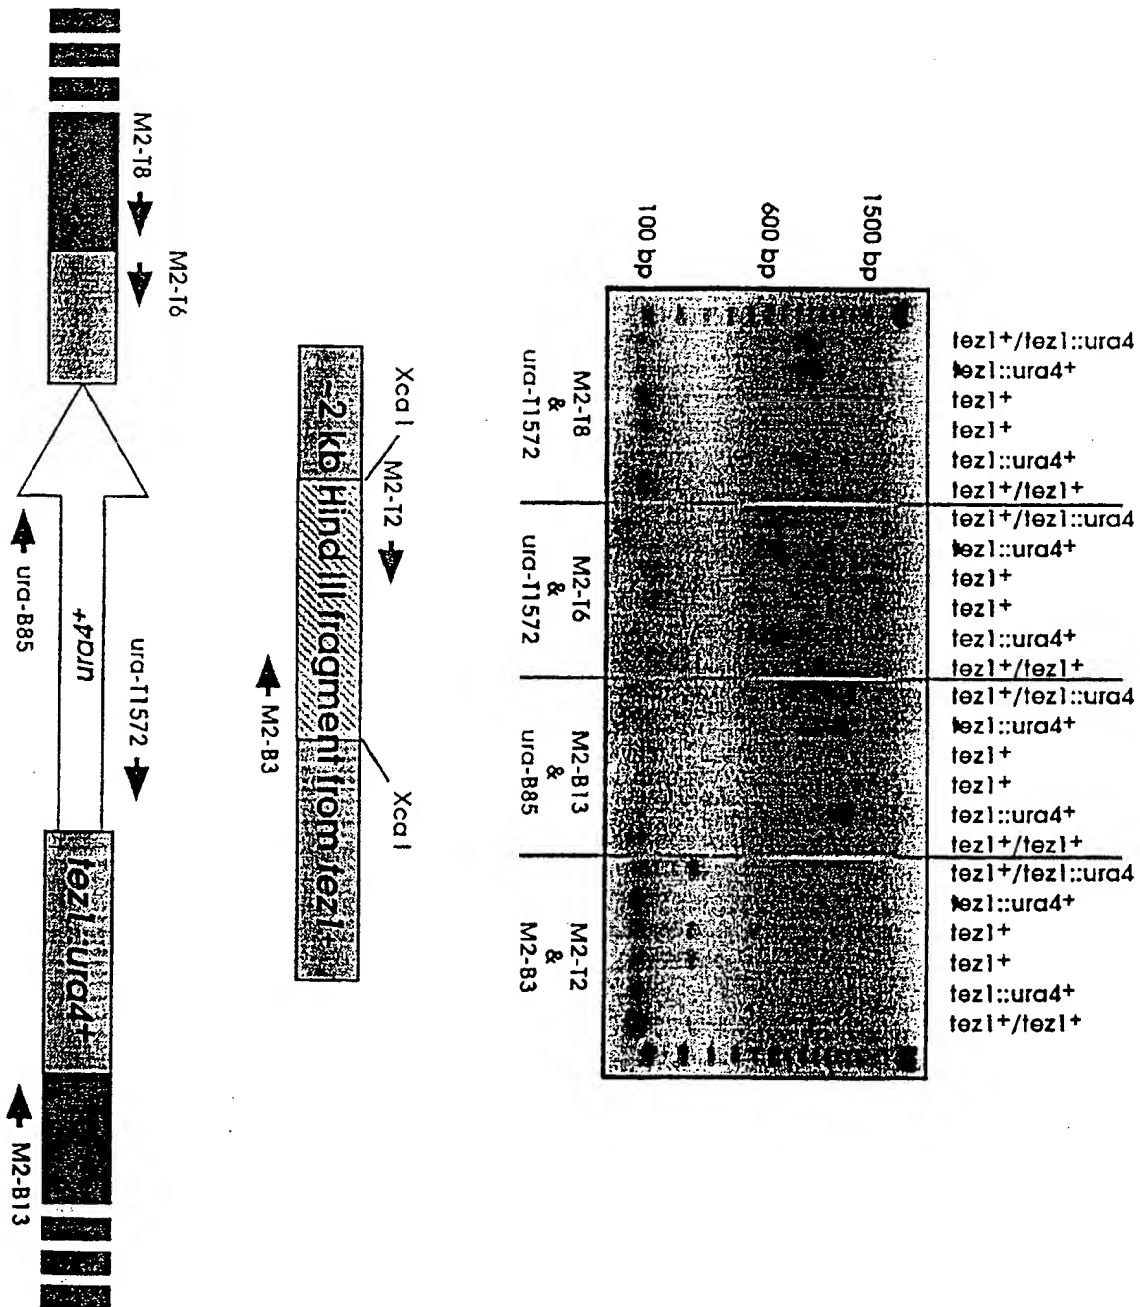 1500 bp
600 bp
100 bp
tez1+/tez1::ura4
tez1::ura4+
tez1+
tez1+
tez1::ura4+
tez1+/tez1+
tez1+/tez1::ura4
tez1::ura4+
tez1+
tez1+
tez1::ura4+
tez1+/tez1+
tez1+/tez1::ura4
tez1::ura4+
tez1+
tez1+
tez1::ura4+
tez1+/tez1+
tez1+/tez1::ura4
tez1::ura4+
tez1+
tez1+
tez1::ura4+
tez1+/tez1+
M2-T8
&
ura-T1572
M2-T6
&
ura-T1572
M2-B13
&
ura-B85
M2-T2
&
M2-B3
Xca I
M2-T2
Xca I
~2 kb Hind III fragment from tez1+
M2-B3
M2-T6
M2-T8
ura-T1572
ura4+
tez1::ura4+
ura-B85
M2-B13